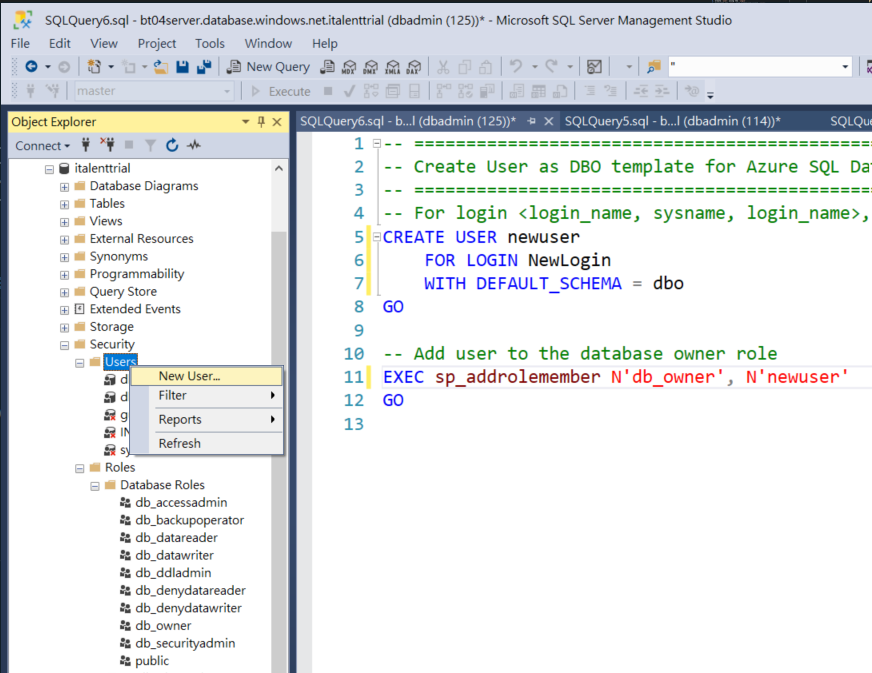 SQLQuery6.sql - bt04server.database.windows.net.italenttrial (dbadmin (125))* - Microsoft SQL Server Management Studio
File Edit View Project Tools Window Help
New Query MDX DMX XMLA DAX "
master Execute
Object Explorer
Connect
italenttrial
Database Diagrams
Tables
Views
External Resources
Synonyms
Programmability
Query Store
Extended Events
Storage
Security
Users
d
d
g
IN
sy
New User...
Filter
Reports
Refresh
Roles
Database Roles
db_accessadmin
db_backupoperator
db_datareader
db_datawriter
db_ddladmin
db_denydatareader
db_denydatawriter
db_owner
db_securityadmin
public
SQLQuery6.sql - b...l (dbadmin (125))* SQLQuery5.sql - b...l (dbadmin (114))* SQLQu
1 -- ============================================
2 -- Create User as DBO template for Azure SQL Da
3 -- ============================================
4 -- For login <login_name, sysname, login_name>,
5 CREATE USER newuser
6 FOR LOGIN NewLogin
7 WITH DEFAULT_SCHEMA = dbo
8 GO
9
10 -- Add user to the database owner role
11 EXEC sp_addrolemember N'db_owner', N'newuser'
12 GO
13